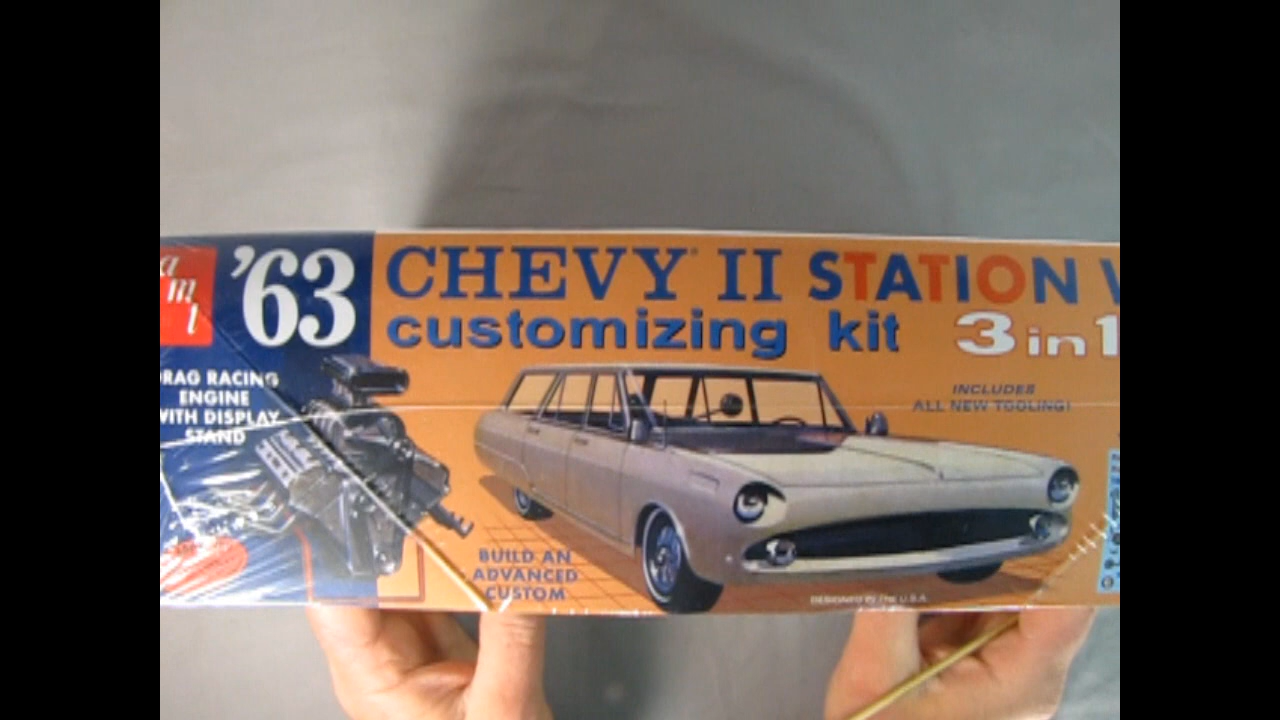 amt
'63
CHEVY II STATION
customizing kit 3 in 1
DRAG RACING
ENGINE
WITH DISPLAY
STAND
INCLUDES
ALL NEW TOOLING!
BUILD AN
ADVANCED
CUSTOM
DESIGNED IN THE U.S.A.